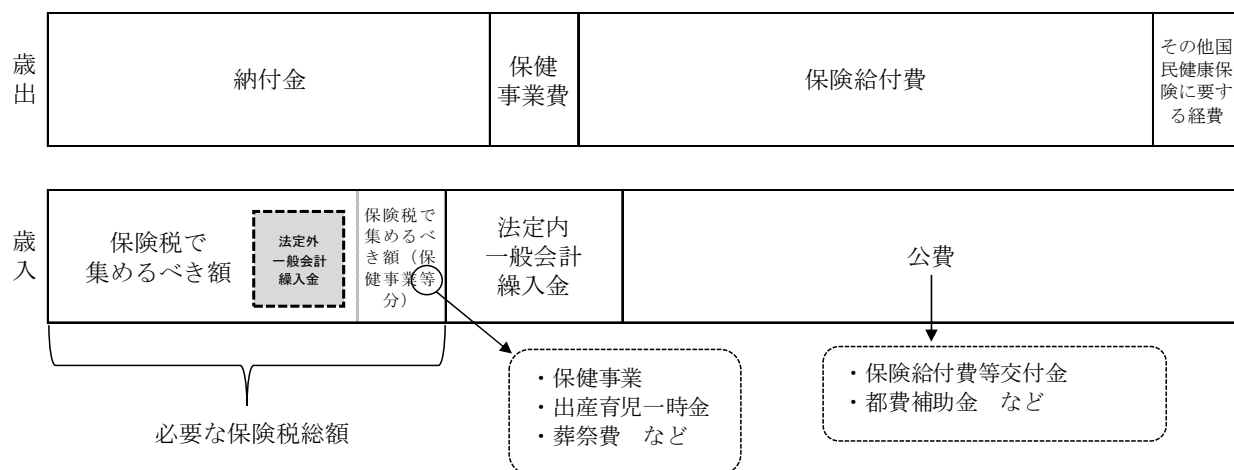 歳出
納付金
保健
事業費
保険給付費
その他国
民健康保
険に要す
る経費
歳入
保険税で
集めるべき額
法定外
一般会計
繰入金
保険税で
集めるべ
き額（保
健事業等
分）
法定内
一般会計
繰入金
公費
・保健事業
・出産育児一時金
・葬祭費　など
・保険給付費等交付金
・都費補助金　など
必要な保険税総額